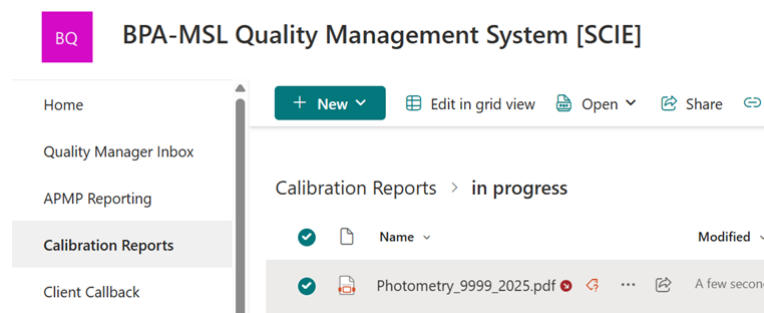 BQ
BPA-MSL Quality Management System [SCIE]
Home
Quality Manager Inbox
APMP Reporting
Calibration Reports
Client Callback
+ New
Edit in grid view
Open
Share
Calibration Reports > in progress
Name
Modified
Photometry_9999_2025.pdf
A few secon